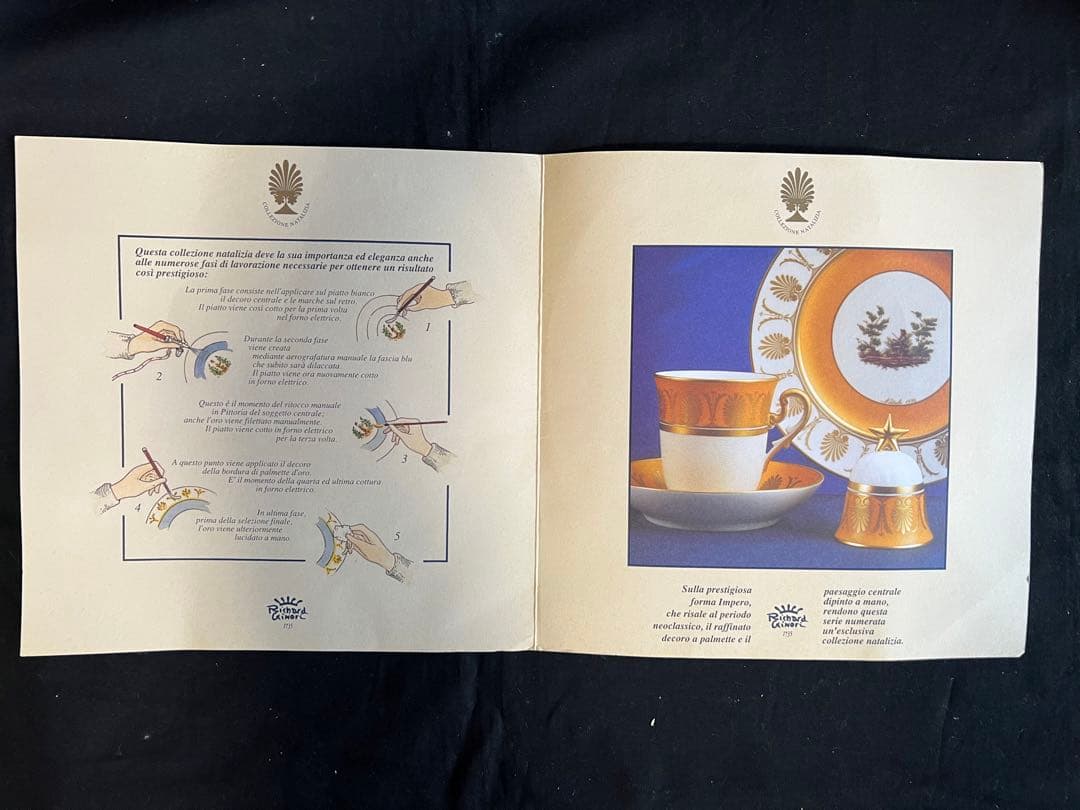 COLLEZIONE NATALIZIA
Questa collezione natalizia deve la sua importanza ed eleganza anche
alle numerose fasi di lavorazione necessarie per ottenere un risultato
così prestigioso:
La prima fase consiste nell'applicare sul piatto bianco
il decoro centrale e le marche sul retro.
Il piatto viene così cotto per la prima volta
nel forno elettrico.
1
Durante la seconda fase
viene creata
mediante aerografatura manuale la fascia blu
che subito sarà dilaccata.
Il piatto viene ora nuovamente cotto
in forno elettrico.
2
Questo è il momento del ritocco manuale
in Pittoria del soggetto centrale;
anche l'oro viene filettato manualmente.
Il piatto viene cotto in forno elettrico
per la terza volta.
3
A questo punto viene applicato il decoro
della bordura di palmette d'oro.
E' il momento della quarta ed ultima cottura
in forno elettrico.
4
In ultima fase,
prima della selezione finale,
l'oro viene ulteriormente
lucidato a mano.
5
Richard
Ginori
1735
COLLEZIONE NATALIZIA
Sulla prestigiosa
forma Impero,
che risale al periodo
neoclassico, il raffinato
decoro a palmette e il
Richard
Ginori
1735
paesaggio centrale
dipinto a mano,
rendono questa
serie numerata
un'esclusiva
collezione natalizia.